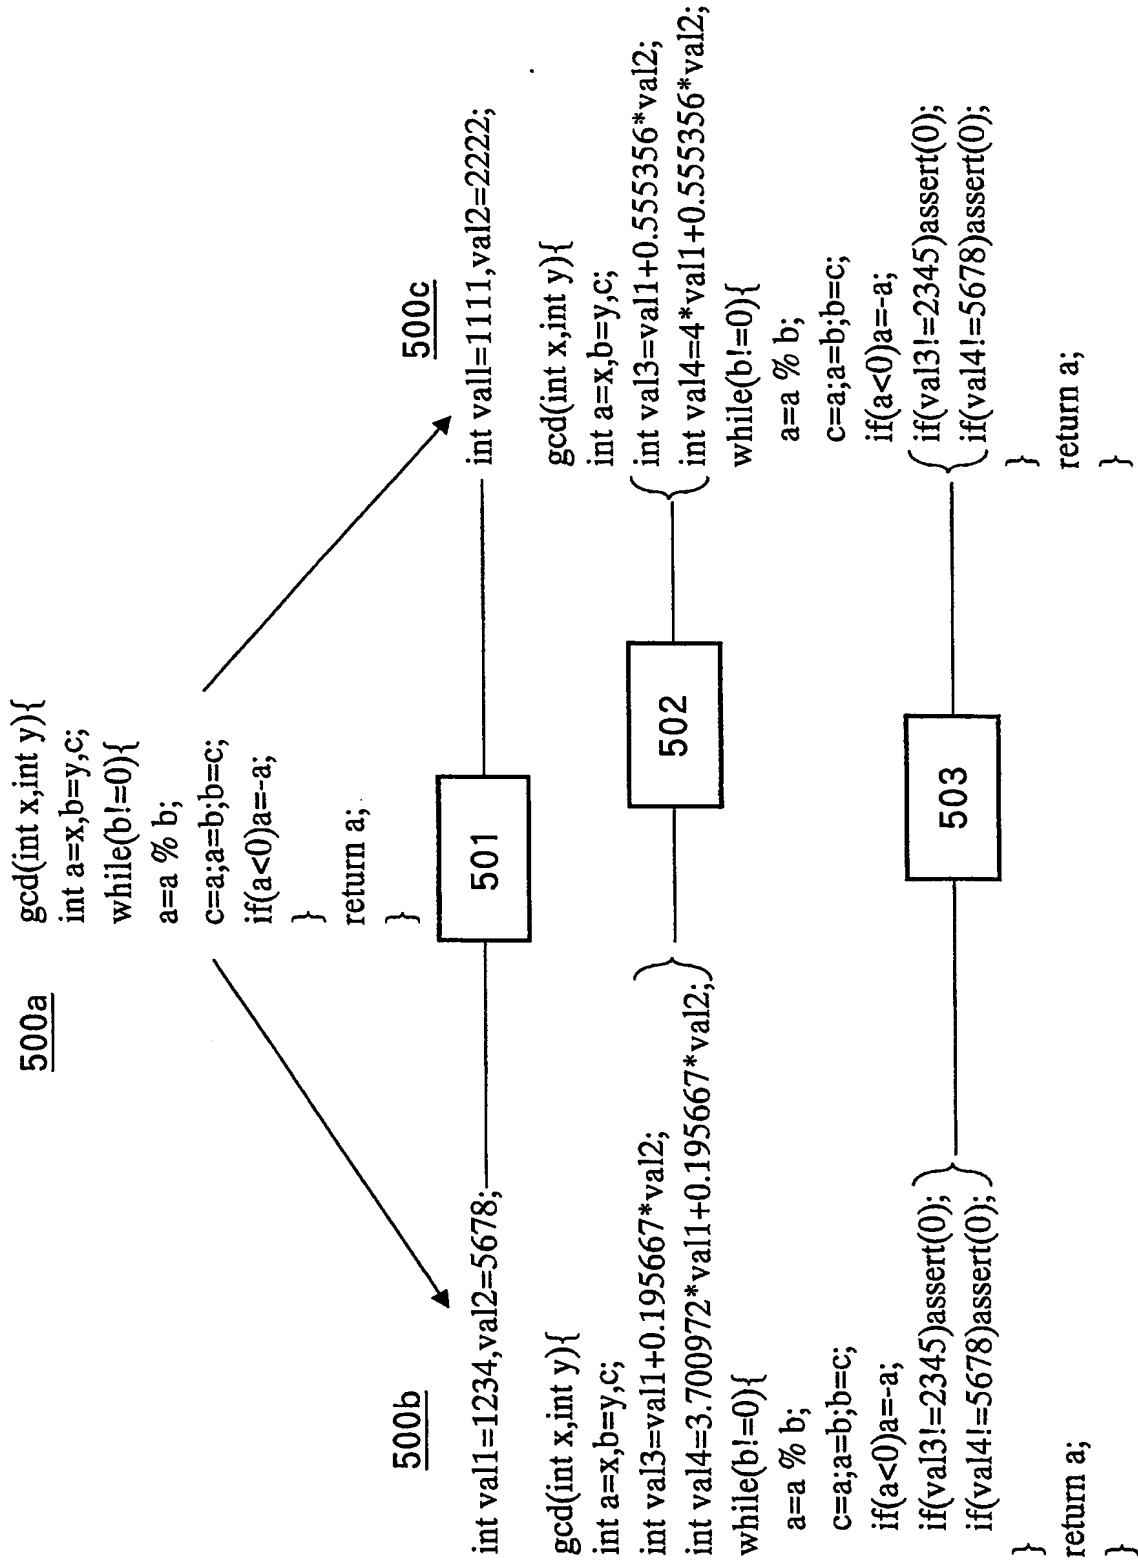 500a
gcd(int x,int y){
int a=x,b=y,c;
while(b!=0){
a=a % b;
c=a;a=b;b=c;
if(a<0)a=-a;
}
return a;
}
500b
int val1=1234,val2=5678;
gcd(int x,int y){
int a=x,b=y,c;
int val3=val1+0.195667*val2;
int val4=3.700972*val1+0.195667*val2;
while(b!=0){
a=a % b;
c=a;a=b;b=c;
if(a<0)a=-a;
if(val3!=2345)assert(0);
if(val4!=5678)assert(0);
}
return a;
}
501
502
503
500c
int val=1111,val2=2222;
gcd(int x,int y){
int a=x,b=y,c;
int val3=val1+0.555356*val2;
int val4=4*val1+0.555356*val2;
while(b!=0){
a=a % b;
c=a;a=b;b=c;
if(a<0)a=-a;
if(val3!=2345)assert(0);
if(val4!=5678)assert(0);
}
return a;
}